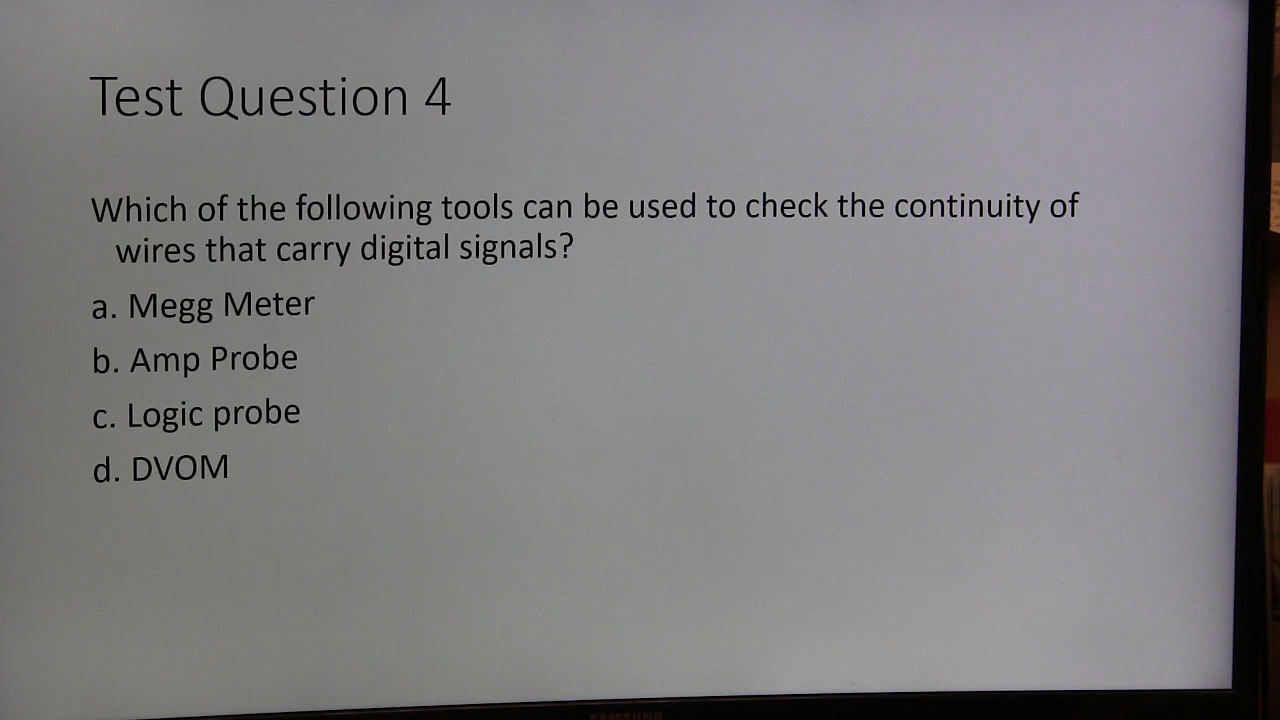 Test Question 4
Which of the following tools can be used to check the continuity of
wires that carry digital signals?
a. Megg Meter
b. Amp Probe
c. Logic probe
d. DVOM
SAMSUNG